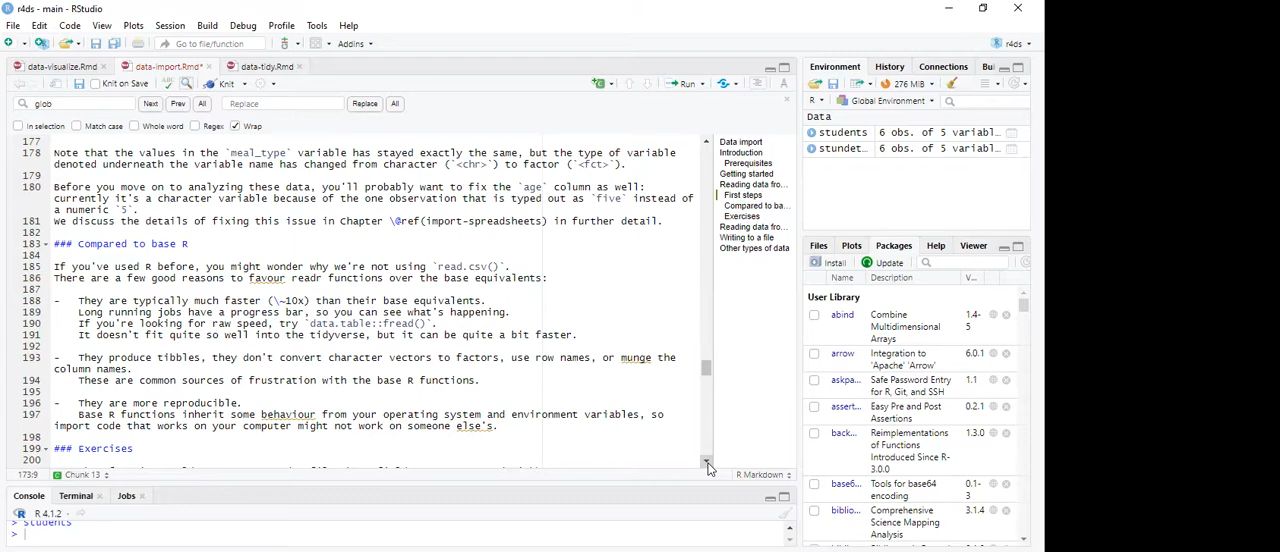 r4ds - main - RStudio
File Edit Code View Plots Session Build Debug Profile Tools Help
Go to file/function Addins r4ds
data-visualize.Rmd data-import.Rmd* data-tidy.Rmd
Knit on Save Knit Run
glob Next Prev All Replace Replace All
In selection Match case Whole word Regex Wrap
177
178 Note that the values in the `meal_type` variable has stayed exactly the same, but the type of variable
denoted underneath the variable name has changed from character (`<chr>`) to factor (`<fct>`).
179
180 Before you move on to analyzing these data, you'll probably want to fix the `age` column as well:
currently it's a character variable because of the one observation that is typed out as `five` instead of
a numeric `5`.
181 We discuss the details of fixing this issue in Chapter \@ref(import-spreadsheets) in further detail.
182
183 ### Compared to base R
184
185 If you've used R before, you might wonder why we're not using `read.csv()`.
186 There are a few good reasons to favour readr functions over the base equivalents:
187
188 - They are typically much faster (\~10x) than their base equivalents.
189 Long running jobs have a progress bar, so you can see what's happening.
190 If you're looking for raw speed, try `data.table::fread()`.
191 It doesn't fit quite so well into the tidyverse, but it can be quite a bit faster.
192
193 - They produce tibbles, they don't convert character vectors to factors, use row names, or munge the
column names.
194 These are common sources of frustration with the base R functions.
195
196 - They are more reproducible.
197 Base R functions inherit some behaviour from your operating system and environment variables, so
import code that works on your computer might not work on someone else's.
198
199 ### Exercises
200
173:9 Chunk 13 R Markdown
Data import
Introduction
Prerequisites
Getting started
Reading data fro...
First steps
Compared to ba...
Exercises
Reading data fro...
Writing to a file
Other types of data
Console Terminal Jobs
R 4.1.2
> Students
>
Environment History Connections Bu
276 MiB
R Global Environment
Data
students 6 obs. of 5 variabl…
stundet… 6 obs. of 5 variabl…
Files Plots Packages Help Viewer
Install Update
Name Description V...
User Library
abind Combine Multidimensional Arrays 1.4-5
arrow Integration to 'Apache' 'Arrow' 6.0.1
askpa... Safe Password Entry for R, Git, and SSH 1.1
assert... Easy Pre and Post Assertions 0.2.1
back... Reimplementations of Functions Introduced Since R-3.0.0 1.3.0
base6... Tools for base64 encoding 0.1-3
biblio... Comprehensive Science Mapping Analysis 3.1.4